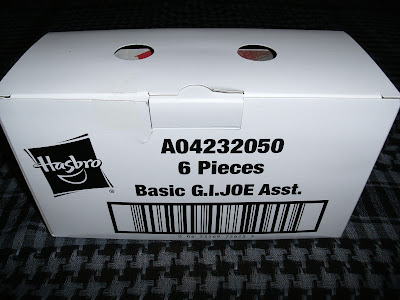 Hasbro
®
A04232050
6 Pieces
Basic G.I.JOE Asst.